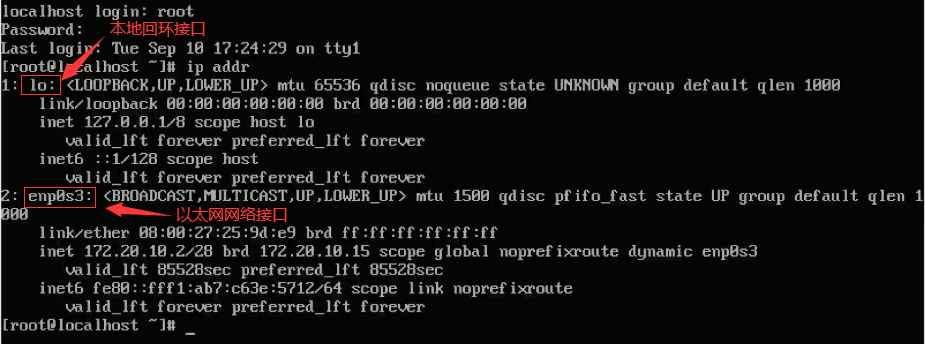 localhost login: root
Password:
本地回环接口
Last login: Tue Sep 10 17:24:29 on tty1
[root@localhost ~]# ip addr
1: lo: <LOOPBACK,UP,LOWER_UP> mtu 65536 qdisc noqueue state UNKNOWN group default qlen 1000
link/loopback 00:00:00:00:00:00 brd 00:00:00:00:00:00
inet 127.0.0.1/8 scope host lo
valid_lft forever preferred_lft forever
inet6 ::1/128 scope host
valid_lft forever preferred_lft forever
2: enp0s3: <BROADCAST,MULTICAST,UP,LOWER_UP> mtu 1500 qdisc pfifo_fast state UP group default qlen 1
000
以太网网络接口
link/ether 08:00:27:25:9d:e9 brd ff:ff:ff:ff:ff:ff
inet 172.20.10.2/28 brd 172.20.10.15 scope global noprefixroute dynamic enp0s3
valid_lft 85528sec preferred_lft 85528sec
inet6 fe80::fff1:ab7:c63e:5712/64 scope link noprefixroute
valid_lft forever preferred_lft forever
[root@localhost ~]# _